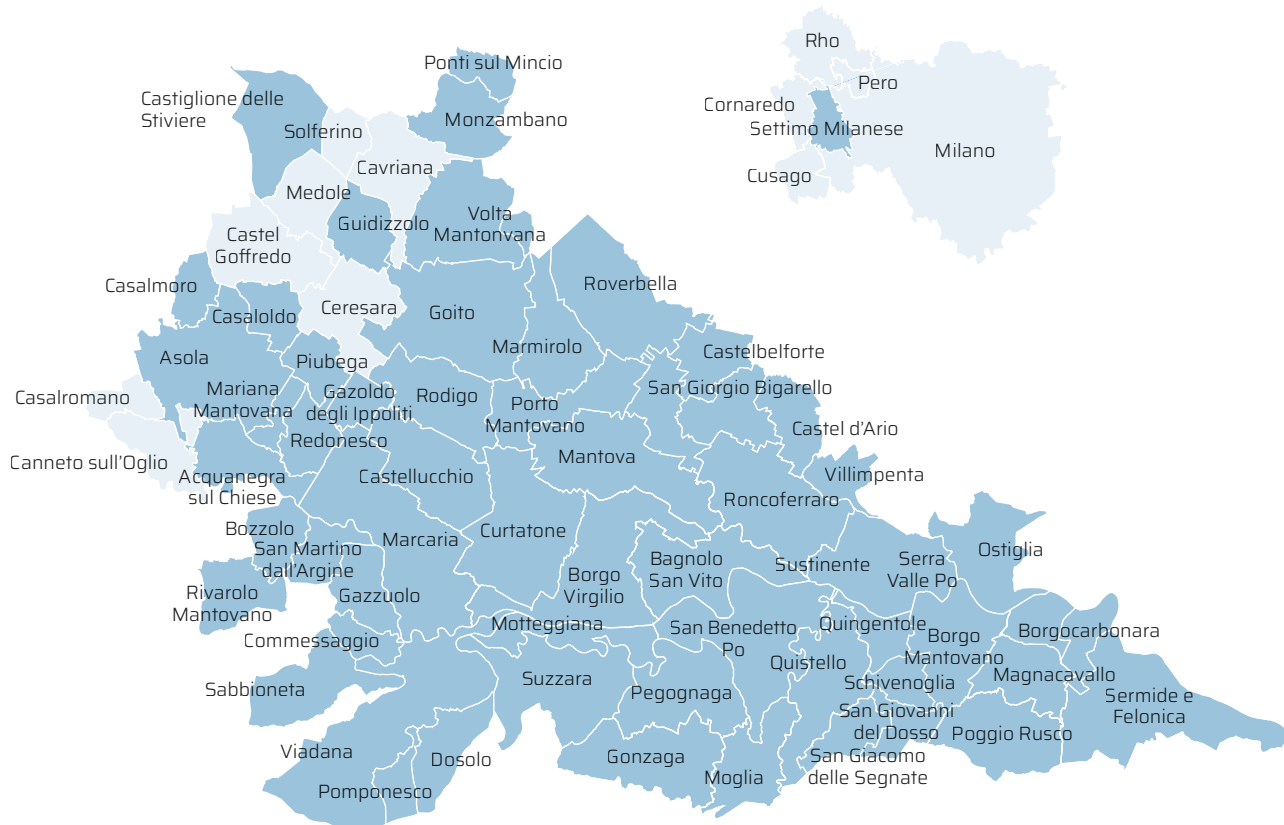 Rho
Pero
Cornaredo
Settimo Milanese
Milano
Cusago
Ponti sul Mincio
Castiglione delle
Stiviere
Monzambano
Solferino
Cavriana
Medole
Guidizzolo
Volta
Mantonvana
Castel
Goffredo
Casalmoro
Roverbella
Casaloldo
Ceresara
Goito
Asola
Piubega
Marmirolo
Castelbelforte
Casalromano
Mariana
Mantovana
Gazoldo
degli Ippoliti
Rodigo
Porto
Mantovano
San Giorgio Bigarello
Castel d'Ario
Canneto sull'Oglio
Redonesco
Mantova
Acquanegra
sul Chiese
Castellucchio
Villimpenta
Roncoferraro
Bozzolo
San Martino
dall'Argine
Marcaria
Curtatone
Bagnolo
San Vito
Sustinente
Serra
Valle Po
Ostiglia
Rivarolo
Mantovano
Gazzuolo
Borgo
Virgilio
Commessaggio
Motteggiana
San Benedetto
Po
Quingentole
Borgo
Mantovano
Borgocarbonara
Sabbioneta
Suzzara
Pegognaga
Quistello
Schivenoglia
Magnacavallo
Sermide e
Felonica
Viadana
Dosolo
Pomponesco
Gonzaga
Moglia
San Giovanni
del Dosso
San Giacomo
delle Segnate
Poggio Rusco